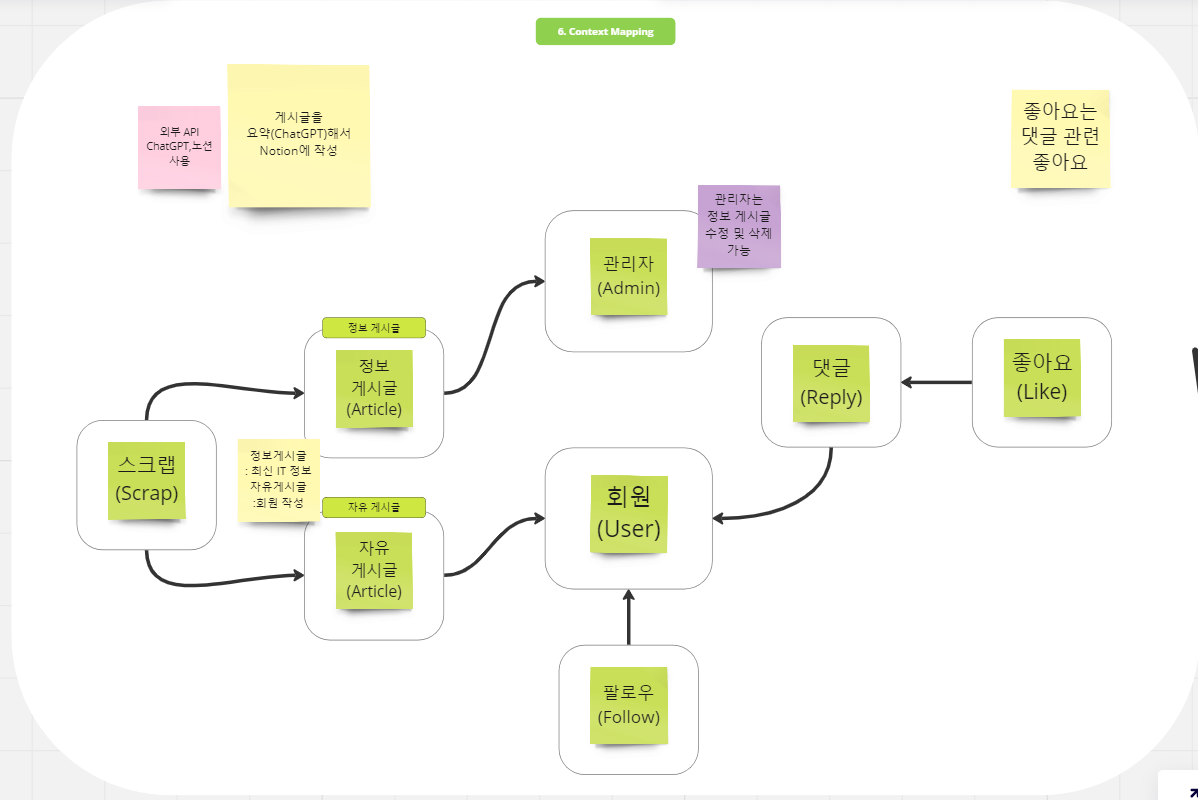 6. Context Mapping
외부 API
ChatGPT,노션
사용
게시글을
요약(ChatGPT)해서
Notion에 작성
좋아요는
댓글 관련
좋아요
관리자는
정보 게시글
수정 및 삭제
가능
관리자
(Admin)
정보 게시글
정보
게시글
(Article)
댓글
(Reply)
좋아요
(Like)
스크랩
(Scrap)
정보게시글
: 최신 IT 정보
자유게시글
:회원 작성
자유 게시글
자유
게시글
(Article)
회원
(User)
팔로우
(Follow)